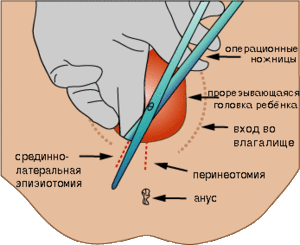 операционные
ножницы
прорезывающаяся
головка ребёнка
вход во
влагалище
срединно-
латеральная
эпизиотомия
перинеотомия
анус